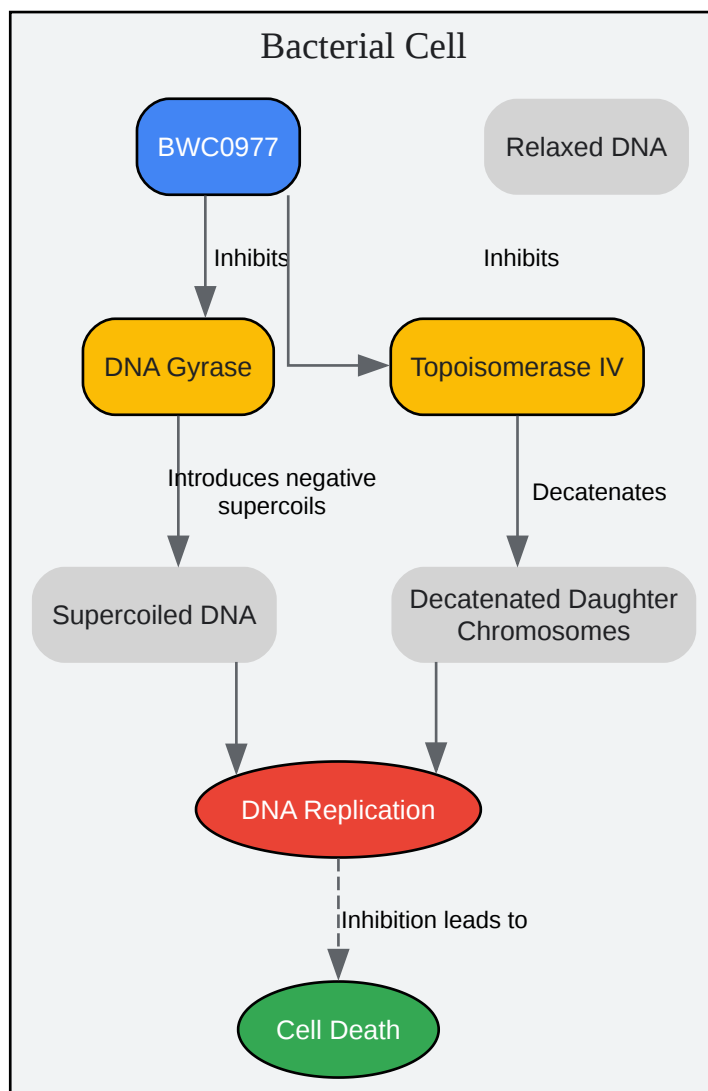 Bacterial Cell
BWC0977
Relaxed DNA
Inhibits
Inhibits
DNA Gyrase
Topoisomerase IV
Introduces negative
supercoils
Decatenates
Supercoiled DNA
Decatenated Daughter
Chromosomes
DNA Replication
Inhibition leads to
Cell Death